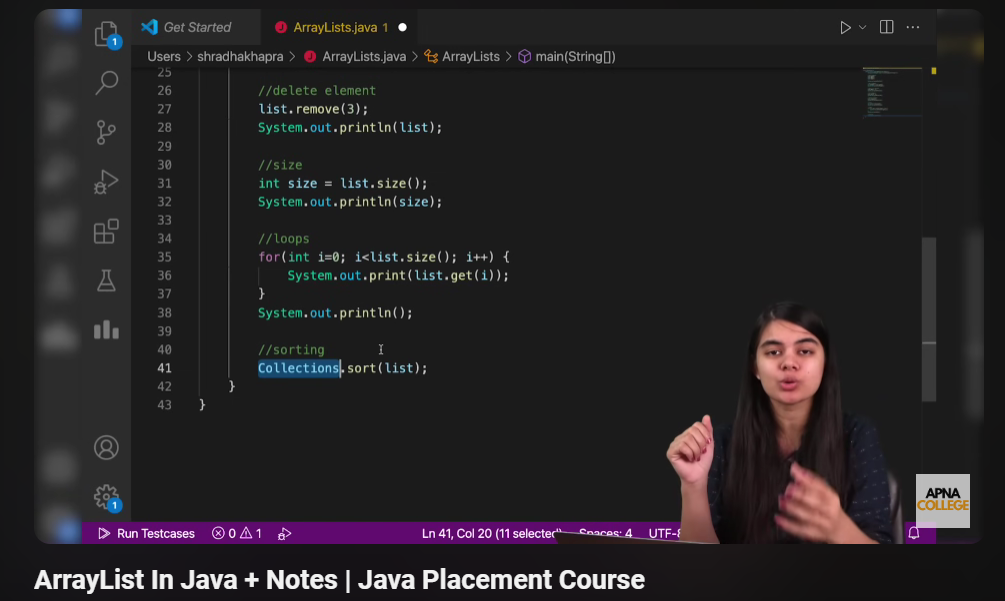 1
Get Started
ArrayLists.java 1
Users > shradhakhapra > ArrayLists.java > ArrayLists > main(String[])
25
26 //delete element
27 list.remove(3);
28 System.out.println(list);
29
30 //size
31 int size = list.size();
32 System.out.println(size);
33
34 //loops
35 for(int i=0; i<list.size(); i++) {
36 System.out.print(list.get(i));
37 }
38 System.out.println();
39
40 //sorting
41 Collections.sort(list);
42 }
43 }
APNA
COLLEGE
1
Run Testcases 0 1 Ln 41, Col 20 (11 selected Spaces: 4 UTF-8
ArrayList In Java + Notes | Java Placement Course